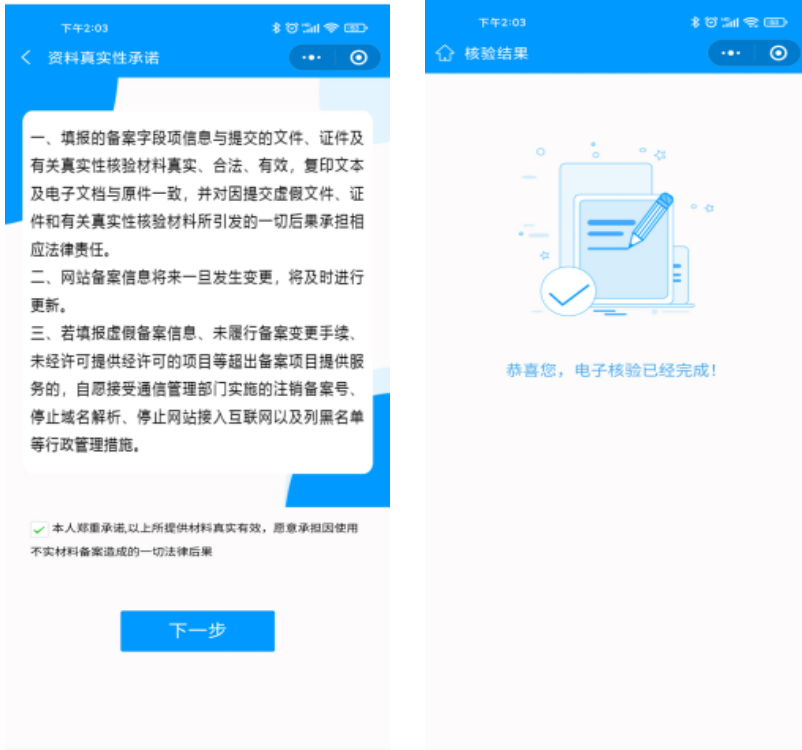 下午2:03
资料真实性承诺
一、填报的备案字段项信息与提交的文件、证件及
有关真实性核验材料真实、合法、有效，复印文本
及电子文档与原件一致，并对因提交虚假文件、证
件和有关真实性核验材料所引发的一切后果承担相
应法律责任。
二、网站备案信息将来一旦发生变更，将及时进行
更新。
三、若填报虚假备案信息、未履行备案变更手续、
未经许可提供经许可的项目等超出备案项目提供服
务的，自愿接受通信管理部门实施的注销备案号、
停止域名解析、停止网站接入互联网以及列黑名单
等行政管理措施。
本人郑重承诺,以上所提供材料真实有效，愿意承担因使用
不实材料备案造成的一切法律后果
下一步
下午2:03
核验结果
恭喜您，电子核验已经完成！